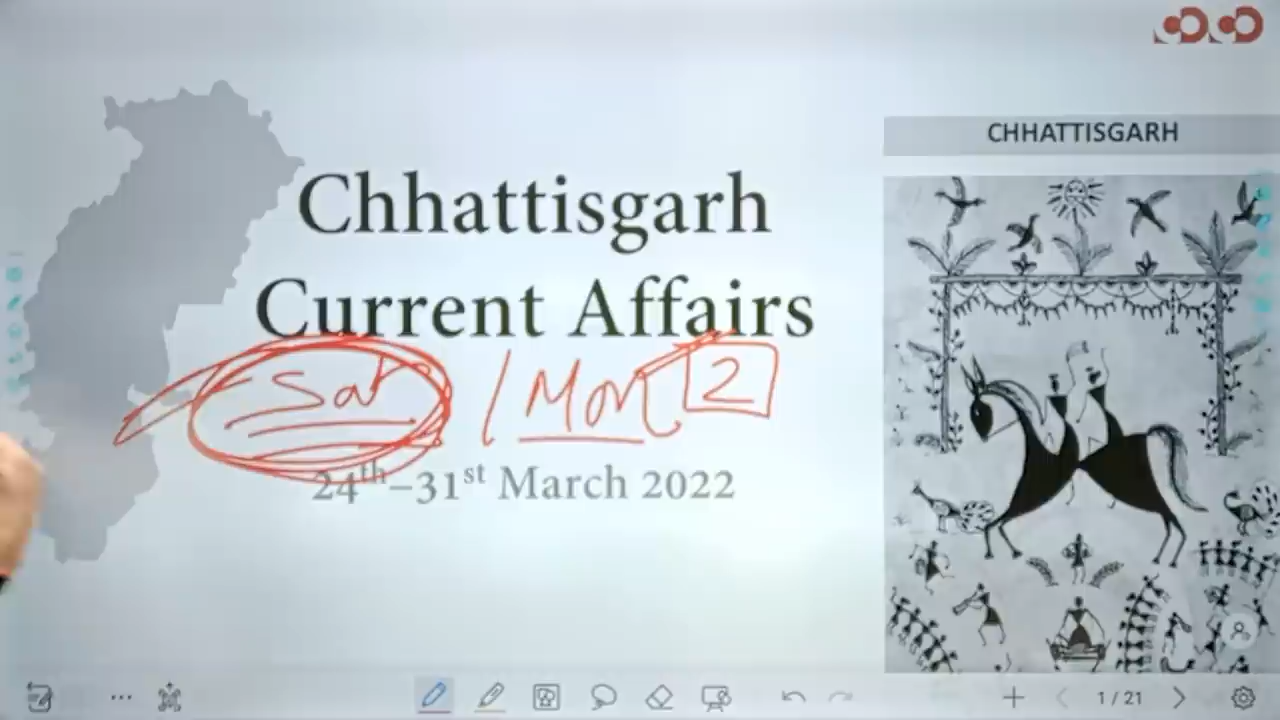 CHHATTISGARH
Chhattisgarh
Current Affairs
Sat / Mon 2
24th–31st March 2022
1 / 21